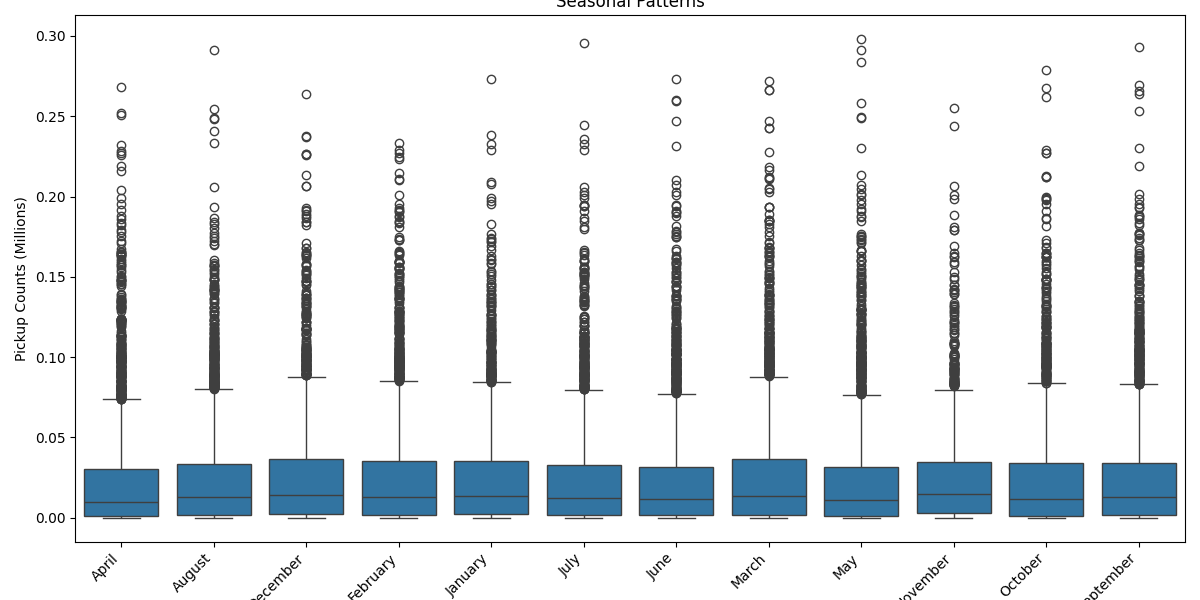 Seasonal Patterns
Pickup Counts (Millions)
0.30
0.25
0.20
0.15
0.10
0.05
0.00
April
August
December
February
January
July
June
March
May
November
October
September